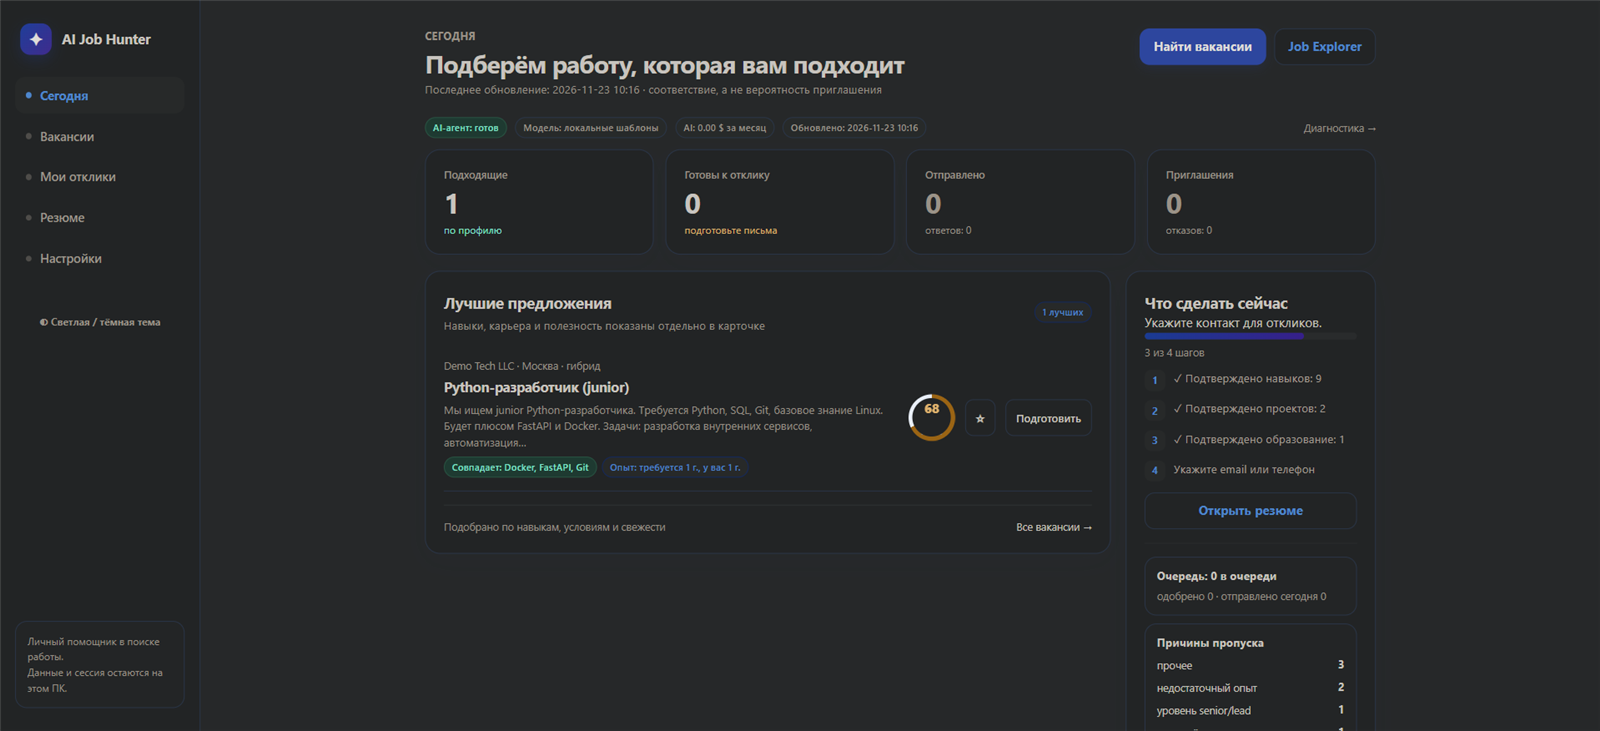 AI Job Hunter
Сегодня
Вакансии
Мои отклики
Резюме
Настройки
Светлая / тёмная тема
Личный помощник в поиске
работы.
Данные и сессия остаются на
этом ПК.
СЕГОДНЯ
Подберём работу, которая вам подходит
Последнее обновление: 2026-11-23 10:16 · соответствие, а не вероятность приглашения
Найти вакансии
Job Explorer
AI-агент: готов
Модель: локальные шаблоны
AI: 0.00 $ за месяц
Обновлено: 2026-11-23 10:16
Диагностика →
Подходящие
1
по профилю
Готовы к отклику
0
подготовьте письма
Отправлено
0
ответов: 0
Приглашения
0
отказов: 0
Лучшие предложения
Навыки, карьера и полезность показаны отдельно в карточке
1 лучших
Demo Tech LLC · Москва · гибрид
Python-разработчик (junior)
Мы ищем junior Python-разработчика. Требуется Python, SQL, Git, базовое знание Linux.
Будет плюсом FastAPI и Docker. Задачи: разработка внутренних сервисов,
автоматизация...
Совпадает: Docker, FastAPI, Git
Опыт: требуется 1 г., у вас 1 г.
68
Подготовить
Подобрано по навыкам, условиям и свежести
Все вакансии →
Что сделать сейчас
Укажите контакт для откликов.
3 из 4 шагов
1 ✓ Подтверждено навыков: 9
2 ✓ Подтверждено проектов: 2
3 ✓ Подтверждено образование: 1
4 Укажите email или телефон
Открыть резюме
Очередь: 0 в очереди
одобрено 0 · отправлено сегодня 0
Причины пропуска
прочее 3
недостаточный опыт 2
уровень senior/lead 1